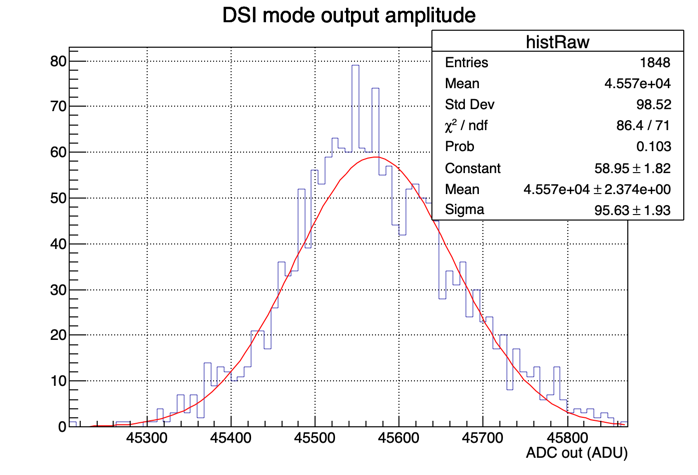 DSI mode output amplitude
histRaw
Entries 1848
Mean 4.557e+04
Std Dev 98.52
χ² / ndf 86.4 / 71
Prob 0.103
Constant 58.95 ± 1.82
Mean 4.557e+04 ± 2.374e+00
Sigma 95.63 ± 1.93
80
70
60
50
40
30
20
10
0
45300 45400 45500 45600 45700 45800
ADC out (ADU)